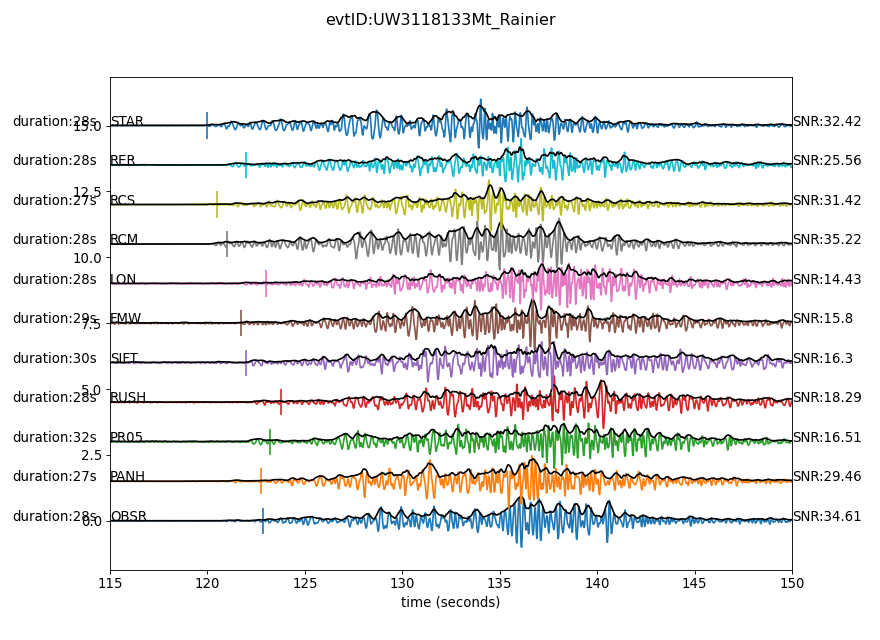 evtID:UW3118133Mt_Rainier
duration:28s STAR SNR:32.42
15.0
duration:28s RER SNR:25.56
12.5
duration:27s RCS SNR:31.42
duration:28s RCM SNR:35.22
10.0
duration:28s LON SNR:14.43
duration:29s FMW SNR:15.8
7.5
duration:30s SIFT SNR:16.3
5.0
duration:28s RUSH SNR:18.29
duration:32s PR05 SNR:16.51
2.5
duration:27s PANH SNR:29.46
duration:28s OBSR SNR:34.61
0.0
115 120 125 130 135 140 145 150
time (seconds)